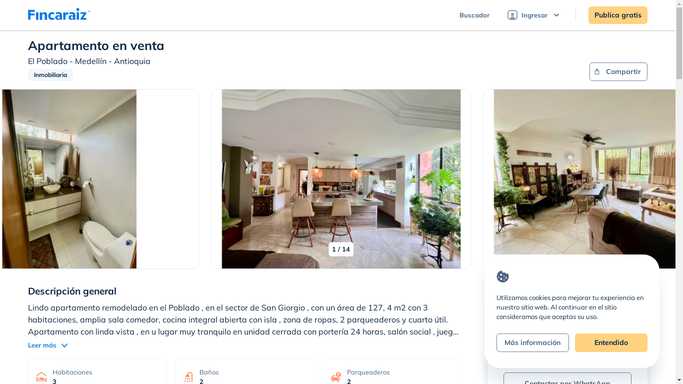 Fincaraiz
Buscador
Ingresar
Publica gratis
Apartamento en venta
El Poblado - Medellín - Antioquia
Inmobiliaria
Compartir
1 / 14
Descripción general
Lindo apartamento remodelado en el Poblado , en el sector de San Giorgio , con un área de 127, 4 m2 con 3
habitaciones, amplia sala comedor, cocina integral abierta con isla , zona de ropas, 2 parqueaderos y cuarto útil.
Apartamento con linda vista , en u lugar muy tranquilo en unidad cerrada con portería 24 horas, salón social , jueg...
Leer más
Habitaciones
3
Baños
2
Parqueaderos
2
Utilizamos cookies para mejorar tu experiencia en
nuestro sitio web. Al continuar en el sitio
consideramos que aceptas su uso.
Más información
Entendido
Contactar por WhatsApp